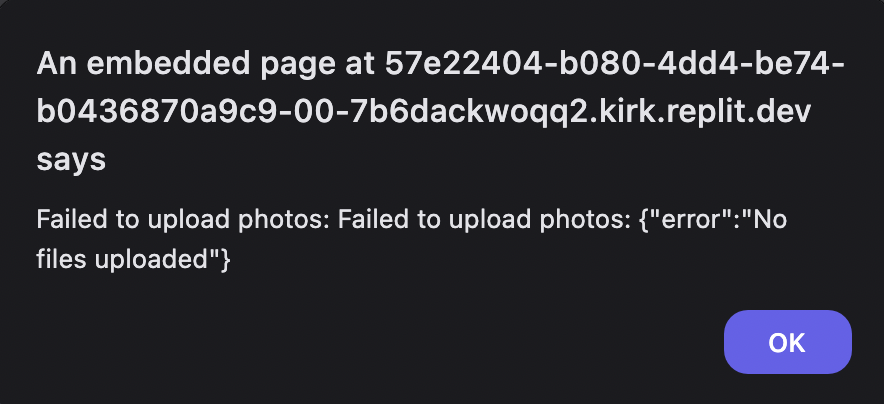 An embedded page at 57e22404-b080-4dd4-be74-
b0436870a9c9-00-7b6dackwoqq2.kirk.replit.dev
says
Failed to upload photos: Failed to upload photos: {"error":"No
files uploaded"}
OK